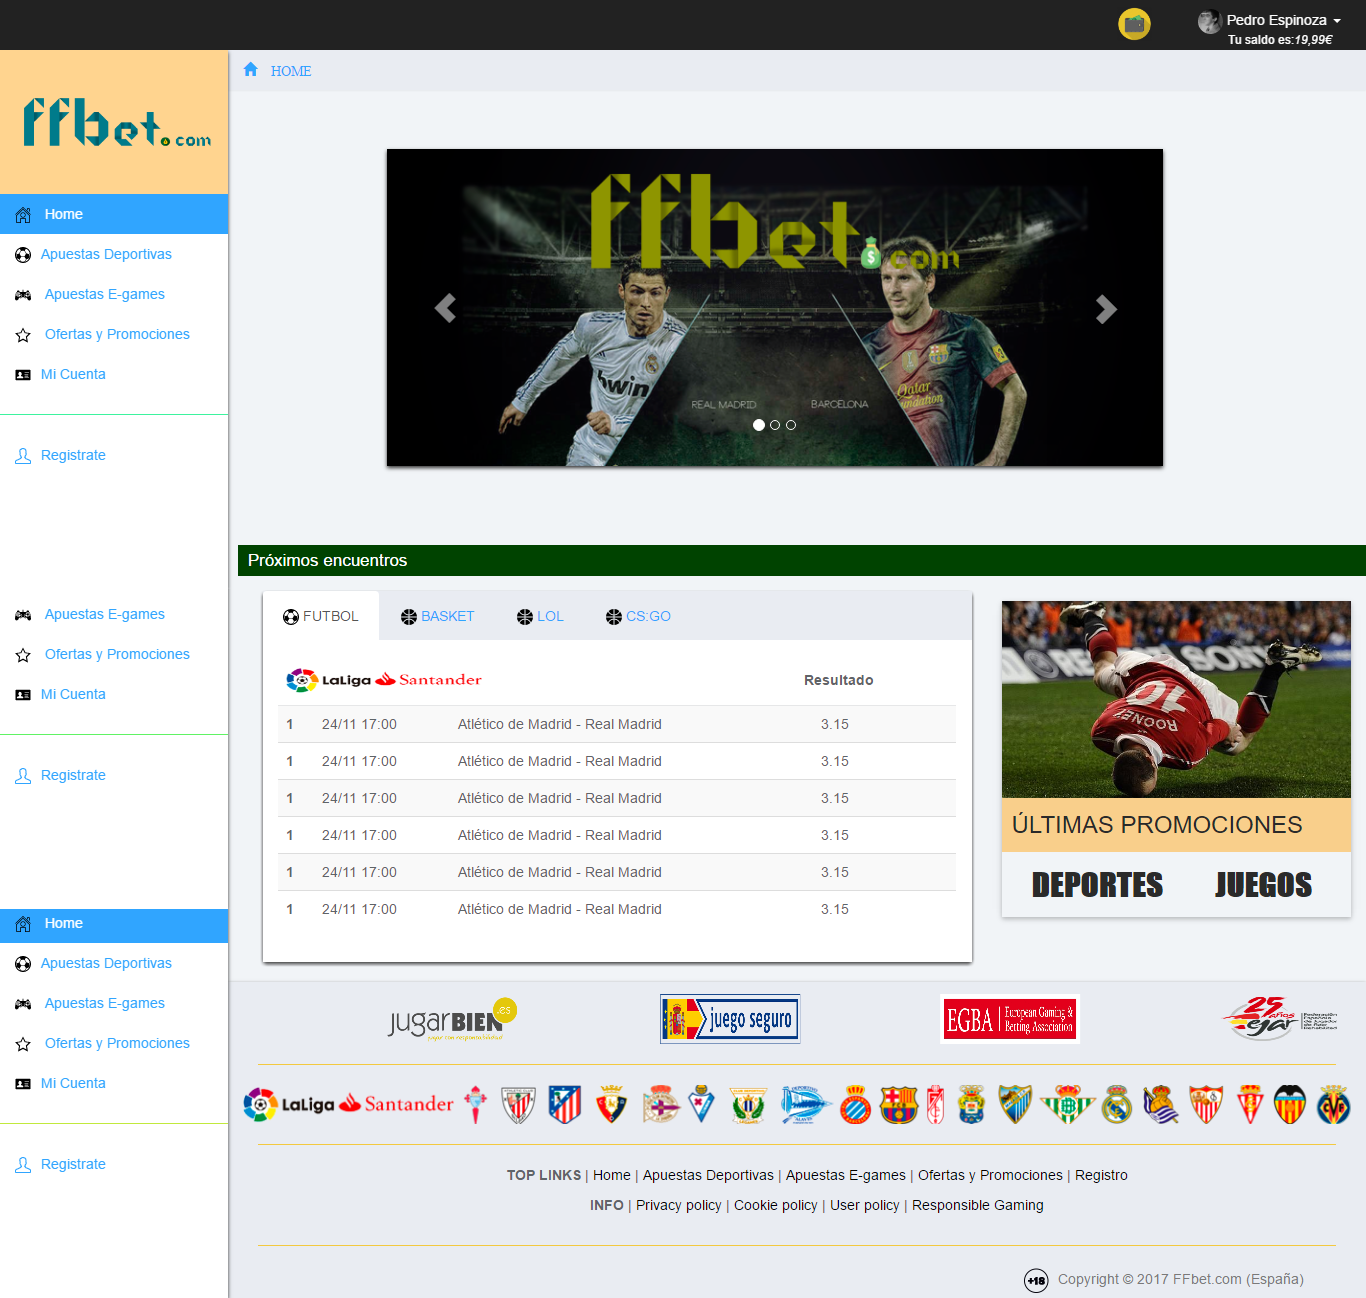 Pedro Espinoza
Tu saldo es:19,99€
ffbet.com
HOME
Home
Apuestas Deportivas
Apuestas E-games
Ofertas y Promociones
Mi Cuenta
Registrate
ffbet.com
bwin
Qatar
Foundation
REAL MADRID
BARCELONA
Próximos encuentros
FUTBOL
BASKET
LOL
CS:GO
LaLiga Santander
Resultado
1 24/11 17:00 Atlético de Madrid - Real Madrid 3.15
1 24/11 17:00 Atlético de Madrid - Real Madrid 3.15
1 24/11 17:00 Atlético de Madrid - Real Madrid 3.15
1 24/11 17:00 Atlético de Madrid - Real Madrid 3.15
1 24/11 17:00 Atlético de Madrid - Real Madrid 3.15
1 24/11 17:00 Atlético de Madrid - Real Madrid 3.15
SONY
10
ROONEY
ÚLTIMAS PROMOCIONES
DEPORTES
JUEGOS
Apuestas E-games
Ofertas y Promociones
Mi Cuenta
Registrate
Home
Apuestas Deportivas
Apuestas E-games
Ofertas y Promociones
Mi Cuenta
Registrate
jugarBIEN.es
jugar con responsabilidad
juego seguro
EGBA European Gaming &
Betting Association
25 años
ejar
LaLiga Santander
TOP LINKS | Home | Apuestas Deportivas | Apuestas E-games | Ofertas y Promociones | Registro
INFO | Privacy policy | Cookie policy | User policy | Responsible Gaming
+18 Copyright © 2017 FFbet.com (España)